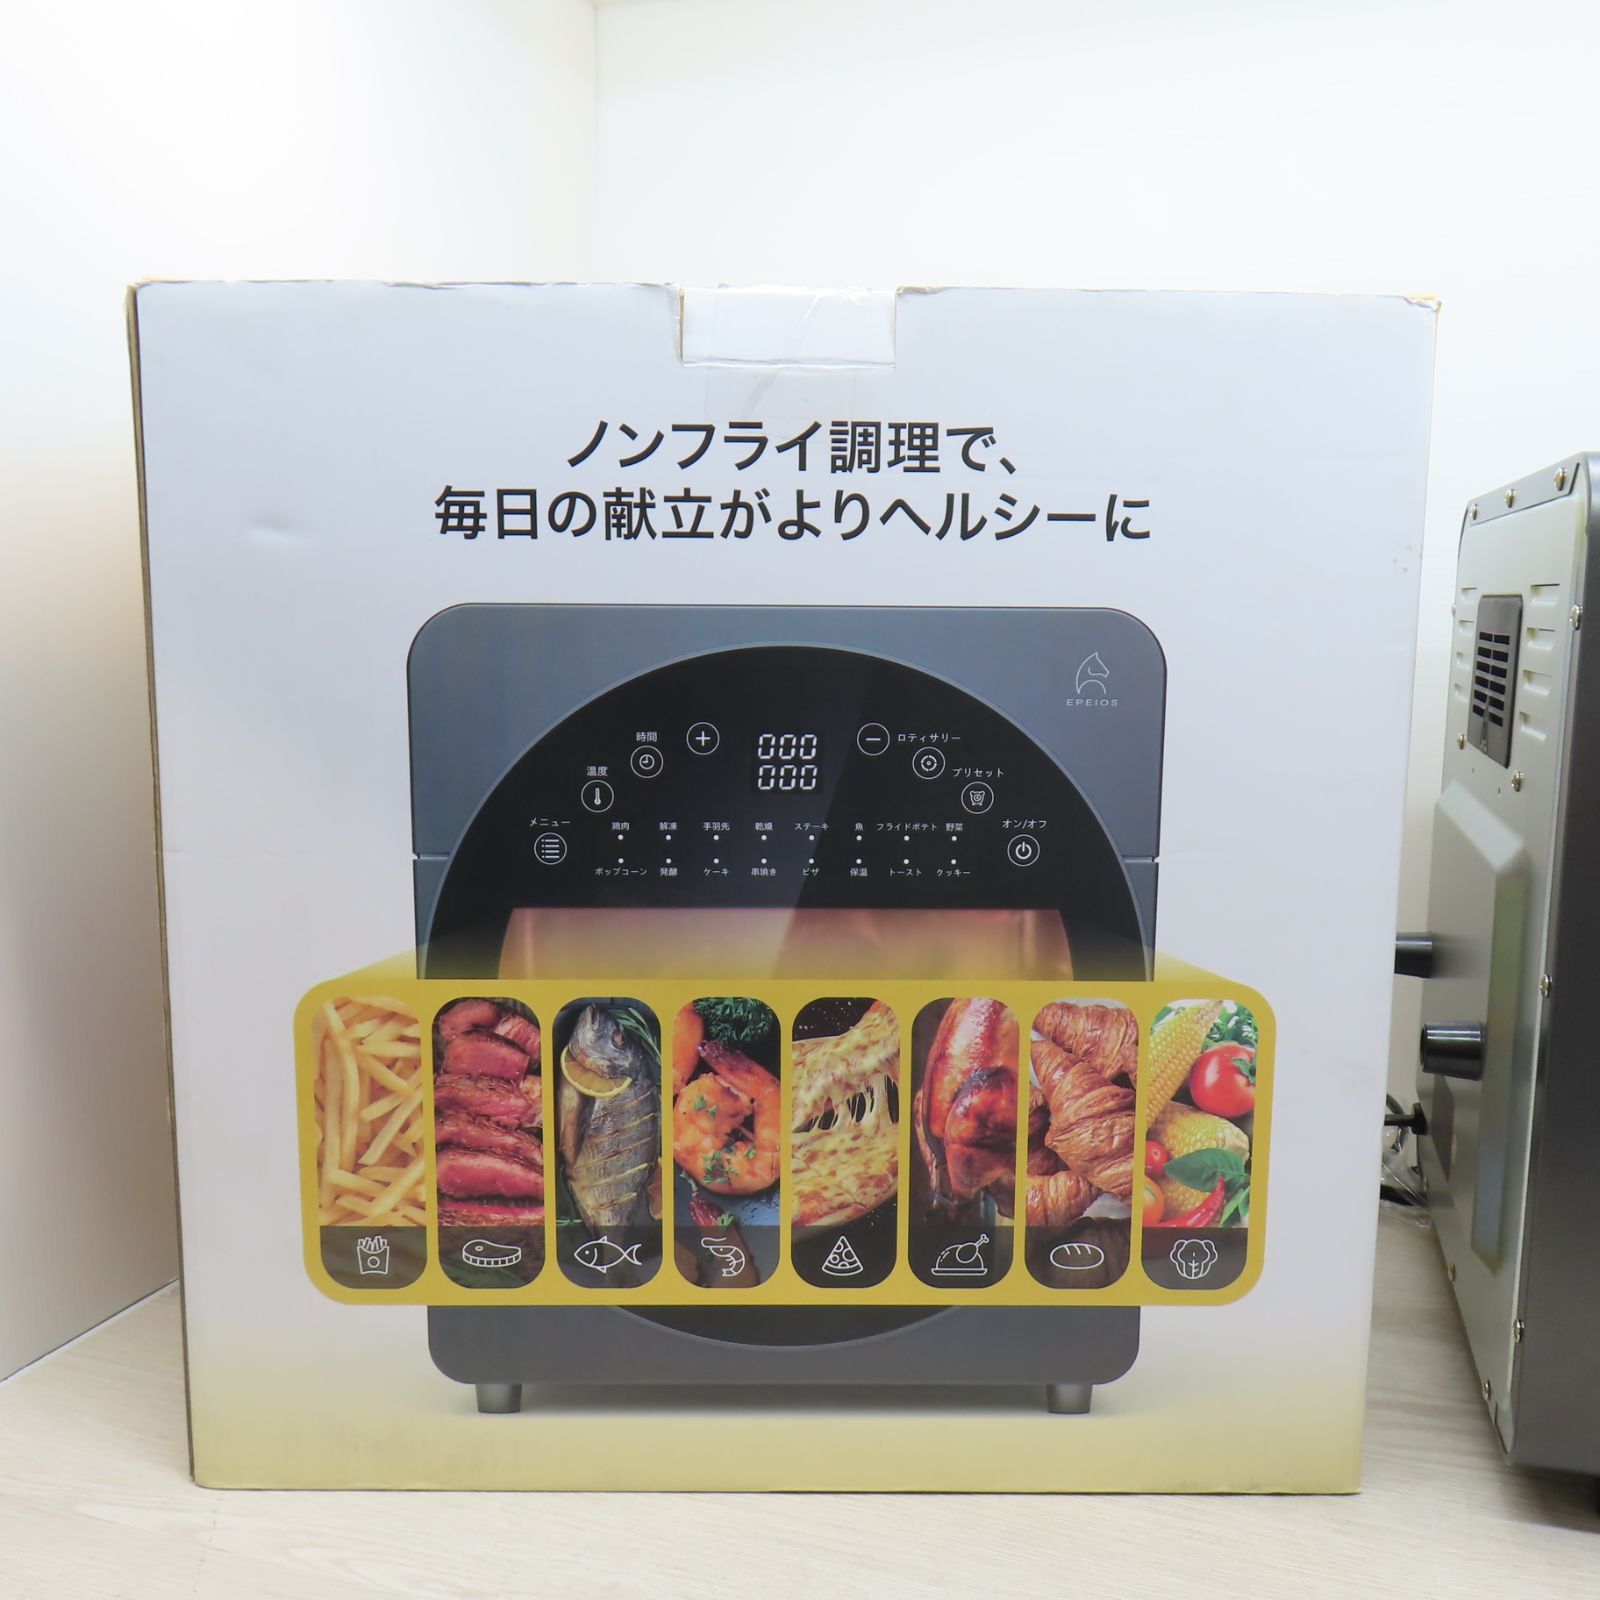 ノンフライ調理で、
毎日の献立がよりヘルシーに
EPEIOS
時間
000
ロティサリー
温度
000
プリセット
メニュー
鶏肉 解凍 手羽先 乾燥 ステーキ 魚 フライドポテト 野菜
オン/オフ
ポップコーン 発酵 ケーキ 串焼き ピザ 保温 トースト クッキー